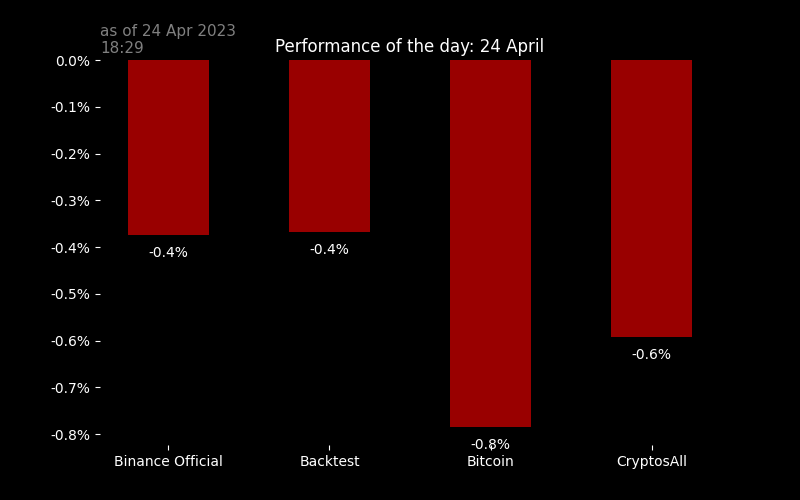 as of 24 Apr 2023
18:29
Performance of the day: 24 April
0.0%
-0.1%
-0.2%
-0.3%
-0.4%
-0.5%
-0.6%
-0.7%
-0.8%
-0.4%
-0.4%
-0.8%
-0.6%
Binance Official
Backtest
Bitcoin
CryptosAll